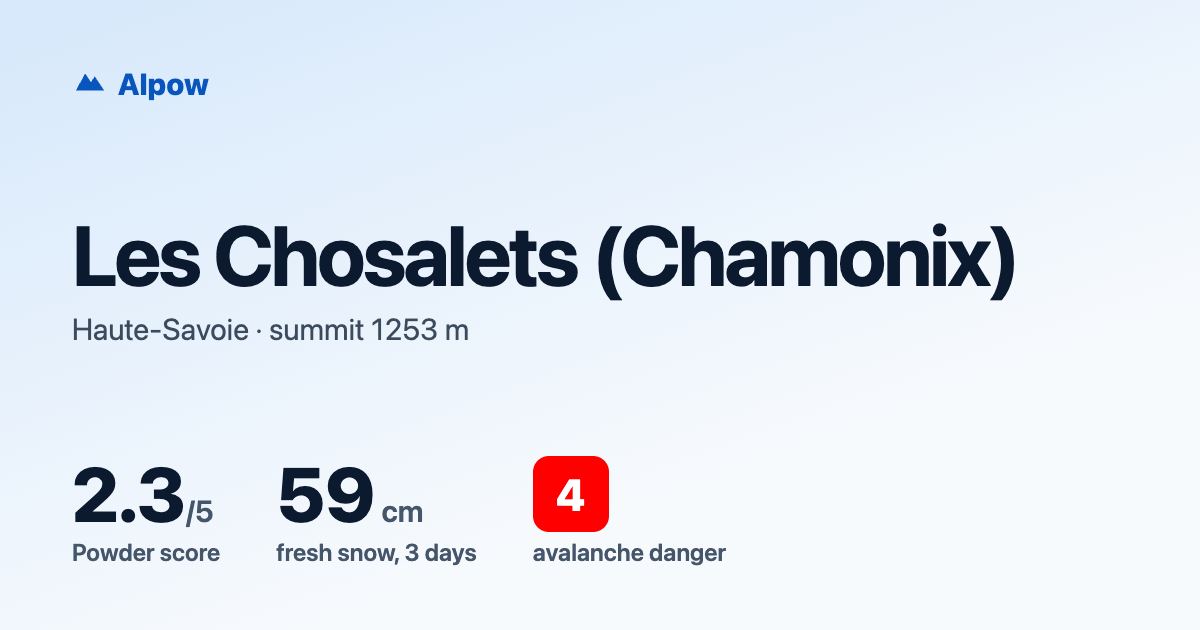 Alpow
Les Chosalets (Chamonix)
Haute-Savoie · summit 1253 m
2.3/5 59 cm 4
Powder score fresh snow, 3 days avalanche danger